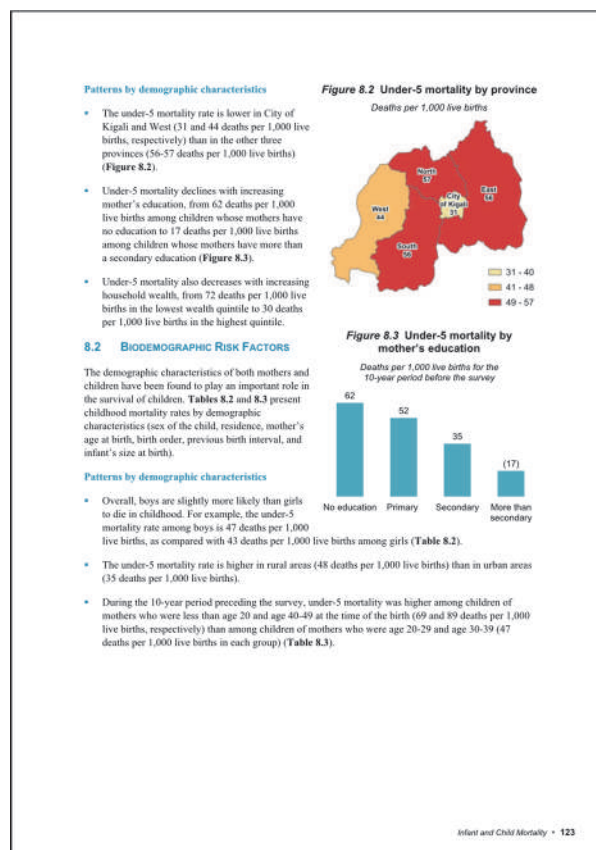 Patterns by demographic characteristics
▪ The under-5 mortality rate is lower in City of
Kigali and West (31 and 44 deaths per 1,000 live
births, respectively) than in the other three
provinces (56-57 deaths per 1,000 live births)
(Figure 8.2).
▪ Under-5 mortality declines with increasing
mother's education, from 62 deaths per 1,000
live births among children whose mothers have
no education to 17 deaths per 1,000 live births
among children whose mothers have more than
a secondary education (Figure 8.3).
▪ Under-5 mortality also decreases with increasing
household wealth, from 72 deaths per 1,000 live
births in the lowest wealth quintile to 30 deaths
per 1,000 live births in the highest quintile.
Figure 8.2 Under-5 mortality by province
Deaths per 1,000 live births
North
57
East
56
City
of Kigali
31
West
44
South
56
31 - 40
41 - 48
49 - 57
8.2 BIODEMOGRAPHIC RISK FACTORS
The demographic characteristics of both mothers and
children have been found to play an important role in
the survival of children. Tables 8.2 and 8.3 present
childhood mortality rates by demographic
characteristics (sex of the child, residence, mother's
age at birth, birth order, previous birth interval, and
infant's size at birth).
Figure 8.3 Under-5 mortality by
mother's education
Deaths per 1,000 live births for the
10-year period before the survey
62
52
35
(17)
No education
Primary
Secondary
More than
secondary
Patterns by demographic characteristics
▪ Overall, boys are slightly more likely than girls
to die in childhood. For example, the under-5
mortality rate among boys is 47 deaths per 1,000
live births, as compared with 43 deaths per 1,000 live births among girls (Table 8.2).
▪ The under-5 mortality rate is higher in rural areas (48 deaths per 1,000 live births) than in urban areas
(35 deaths per 1,000 live births).
▪ During the 10-year period preceding the survey, under-5 mortality was higher among children of
mothers who were less than age 20 and age 40-49 at the time of the birth (69 and 89 deaths per 1,000
live births, respectively) than among children of mothers who were age 20-29 and age 30-39 (47
deaths per 1,000 live births in each group) (Table 8.3).
Infant and Child Mortality • 123